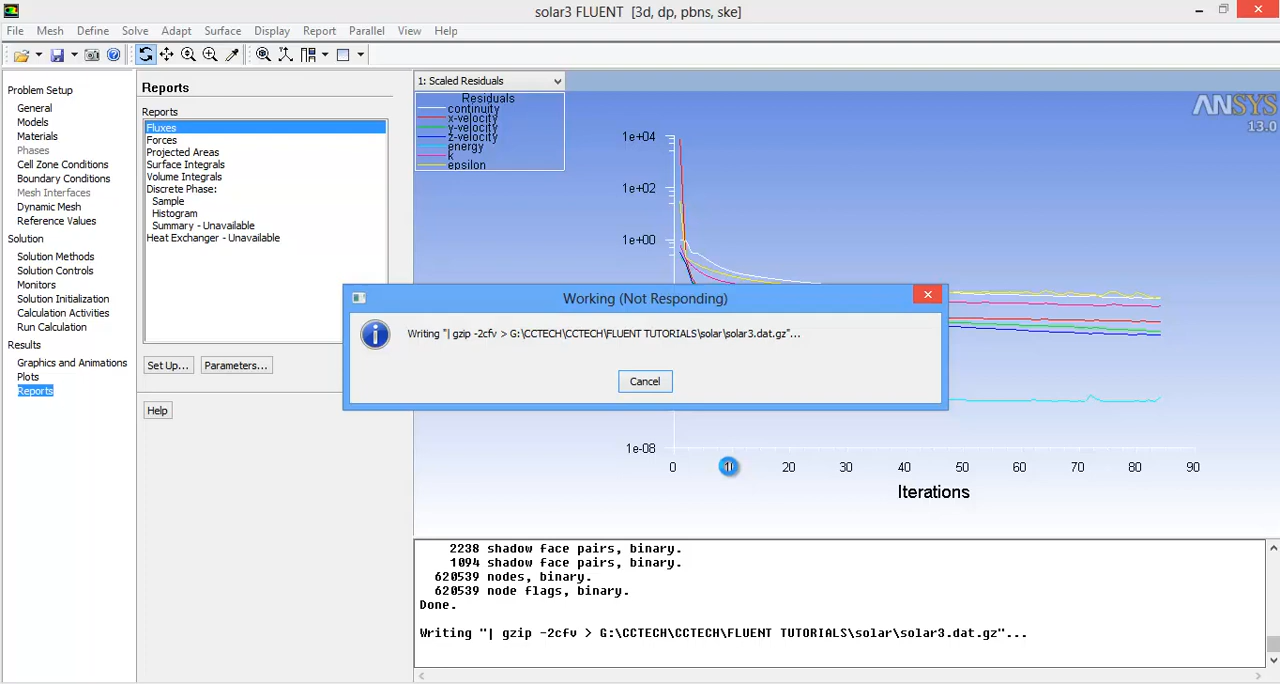 solar3 FLUENT [3d, dp, pbns, ske]
File Mesh Define Solve Adapt Surface Display Report Parallel View Help
Problem Setup
General
Models
Materials
Phases
Cell Zone Conditions
Boundary Conditions
Mesh Interfaces
Dynamic Mesh
Reference Values
Solution
Solution Methods
Solution Controls
Monitors
Solution Initialization
Calculation Activities
Run Calculation
Results
Graphics and Animations
Plots
Reports
Reports
Reports
Fluxes
Forces
Projected Areas
Surface Integrals
Volume Integrals
Discrete Phase:
Sample
Histogram
Summary - Unavailable
Heat Exchanger - Unavailable
Set Up... Parameters...
Help
1: Scaled Residuals
Residuals
continuity
x-velocity
y-velocity
z-velocity
energy
k
epsilon
ANSYS
13.0
1e+04
1e+02
1e+00
1e-08
0 20 30 40 50 60 70 80 90
Iterations
Working (Not Responding)
Writing "| gzip -2cfv > G:\CCTECH\CCTECH\FLUENT TUTORIALS\solar\solar3.dat.gz"...
Cancel
2238 shadow face pairs, binary.
1094 shadow face pairs, binary.
620539 nodes, binary.
620539 node flags, binary.
Done.
Writing "| gzip -2cfv > G:\CCTECH\CCTECH\FLUENT TUTORIALS\solar\solar3.dat.gz"...